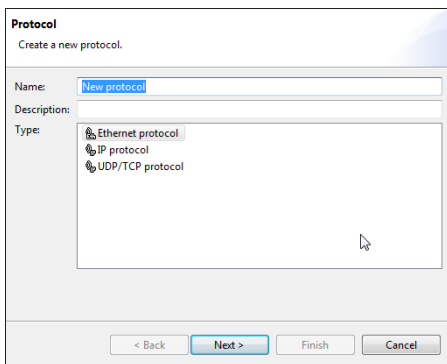 Protocol
Create a new protocol.
Name: New protocol
Description:
Type: Ethernet protocol
IP protocol
UDP/TCP protocol
< Back Next > Finish Cancel